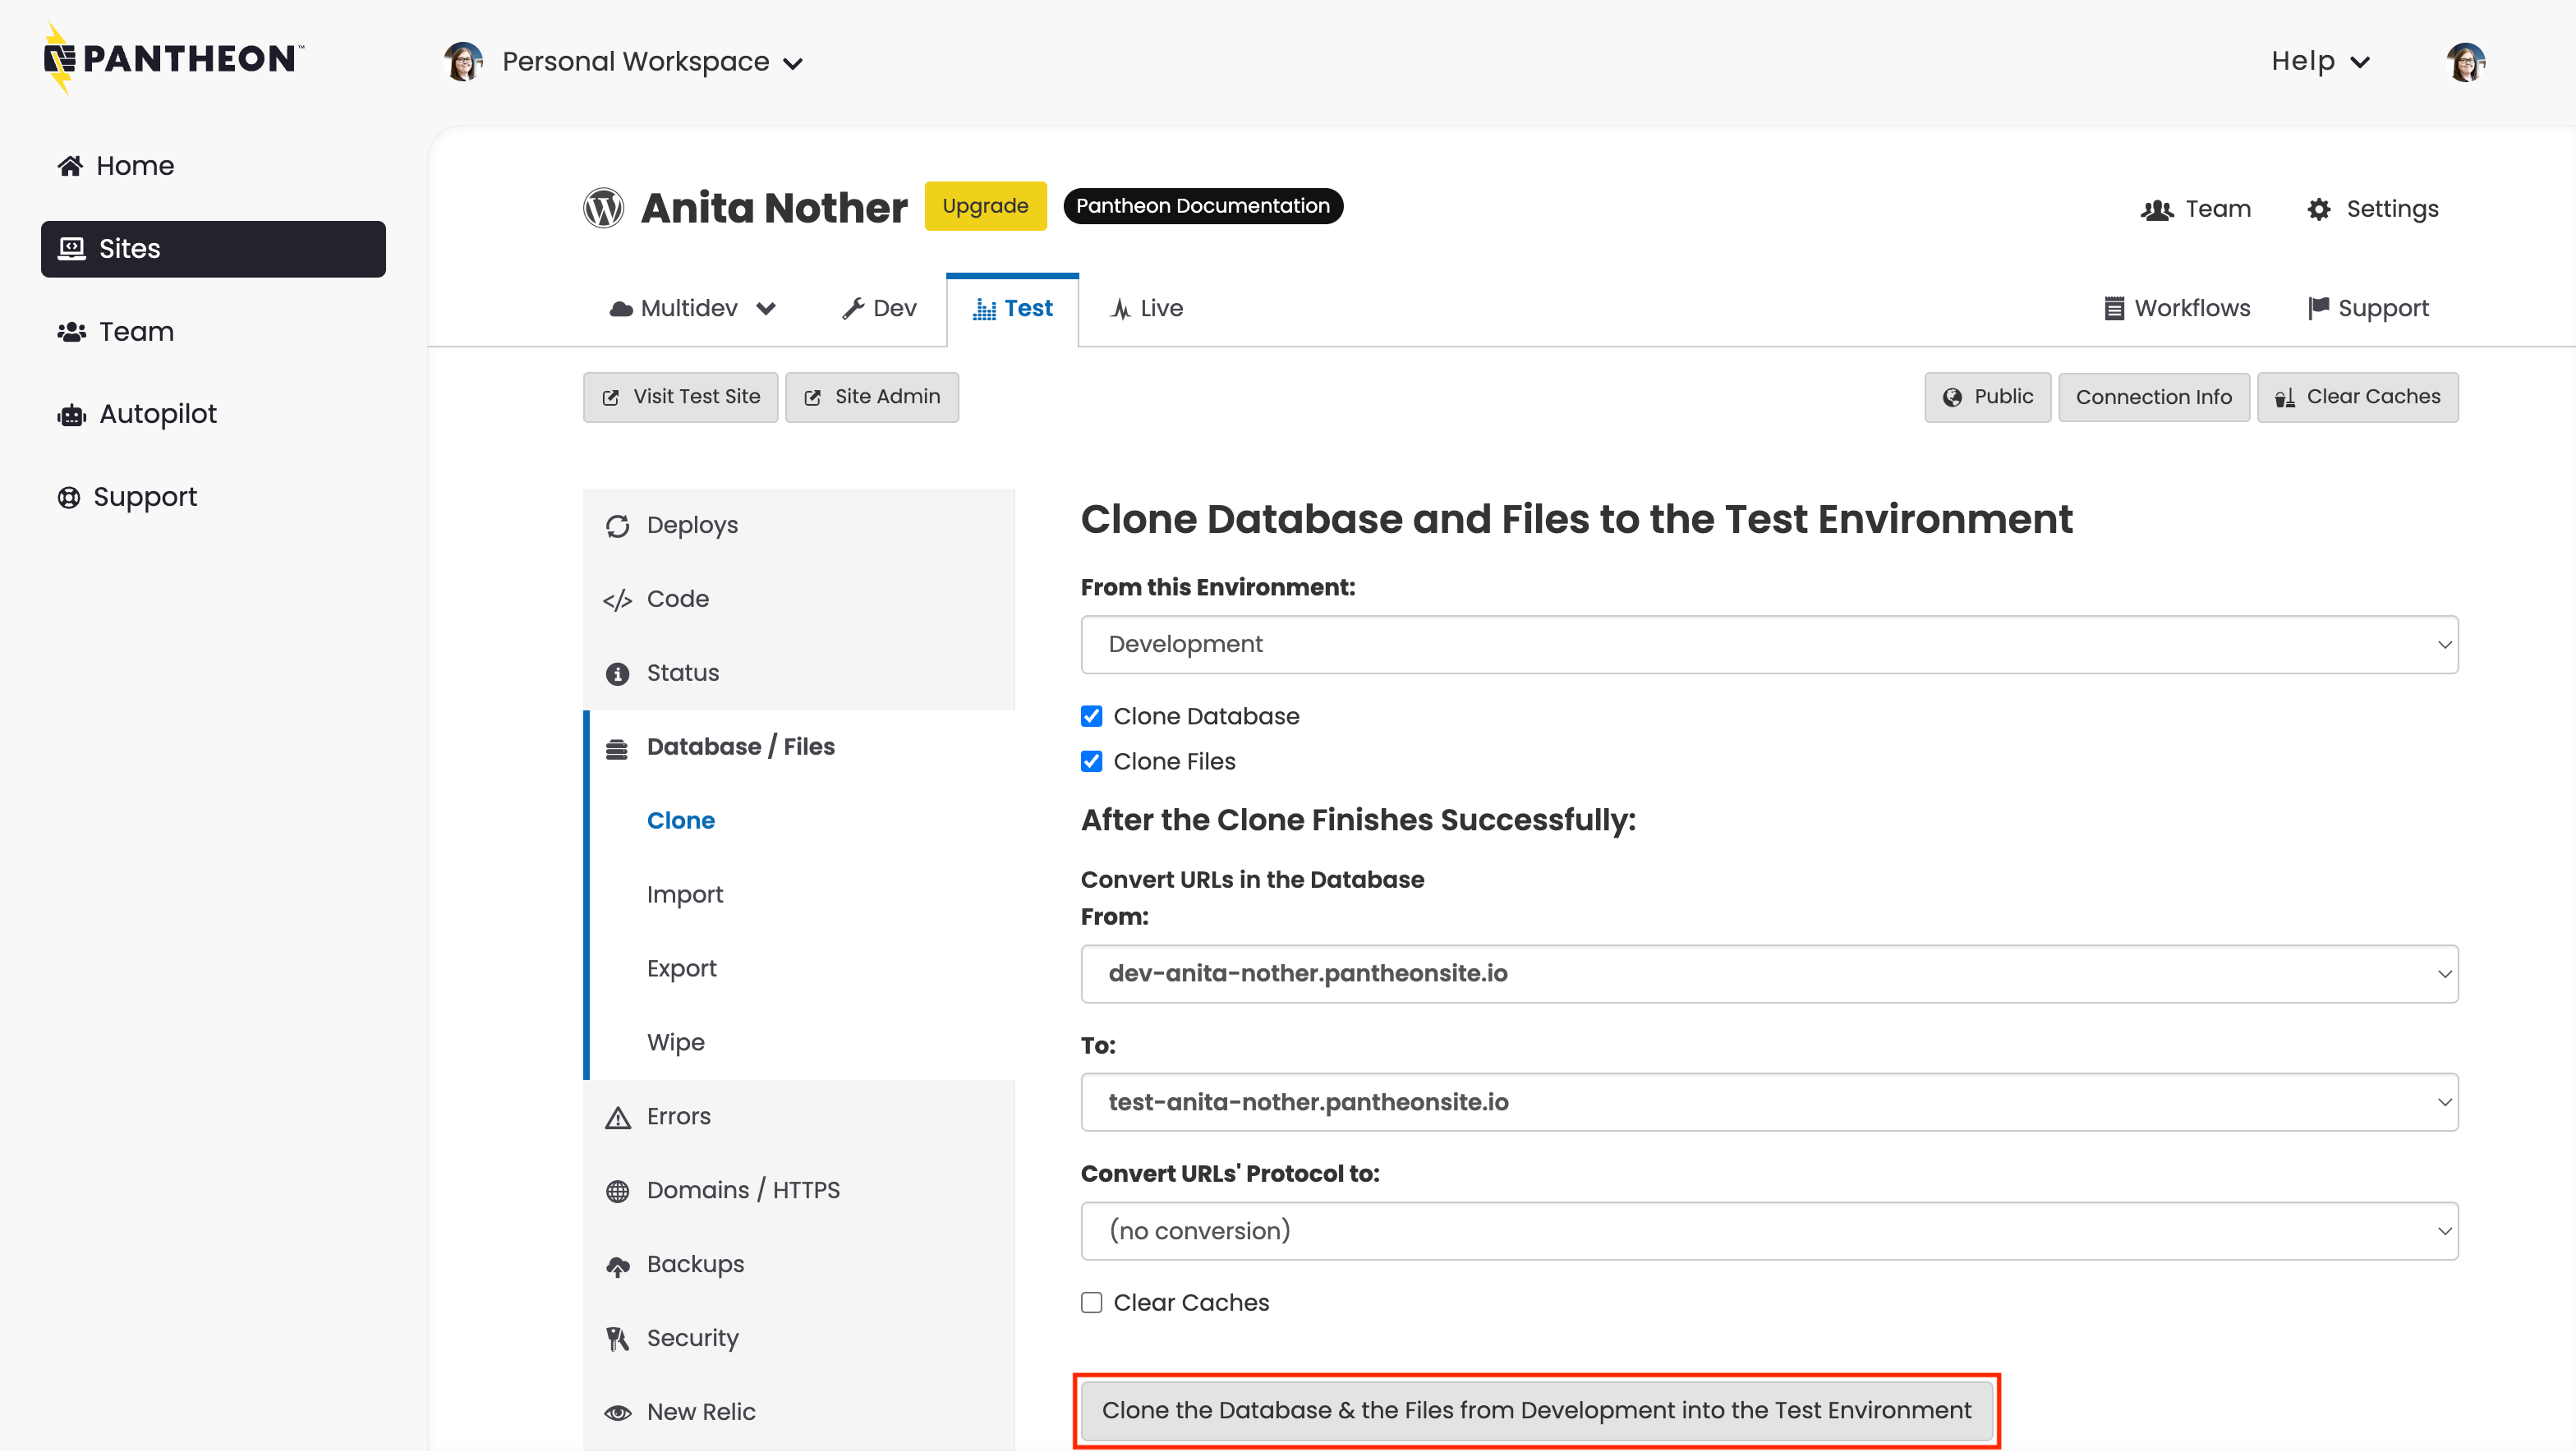 PANTHEON™
Personal Workspace
Help
Home
Sites
Team
Autopilot
Support
Anita Nother
Upgrade
Pantheon Documentation
Team
Settings
Multidev
Dev
Test
Live
Workflows
Support
Visit Test Site
Site Admin
Public
Connection Info
Clear Caches
Deploys
Code
Status
Database / Files
Clone
Import
Export
Wipe
Errors
Domains / HTTPS
Backups
Security
New Relic
Clone Database and Files to the Test Environment
From this Environment:
Development
Clone Database
Clone Files
After the Clone Finishes Successfully:
Convert URLs in the Database
From:
dev-anita-nother.pantheonsite.io
To:
test-anita-nother.pantheonsite.io
Convert URLs' Protocol to:
(no conversion)
Clear Caches
Clone the Database & the Files from Development into the Test Environment